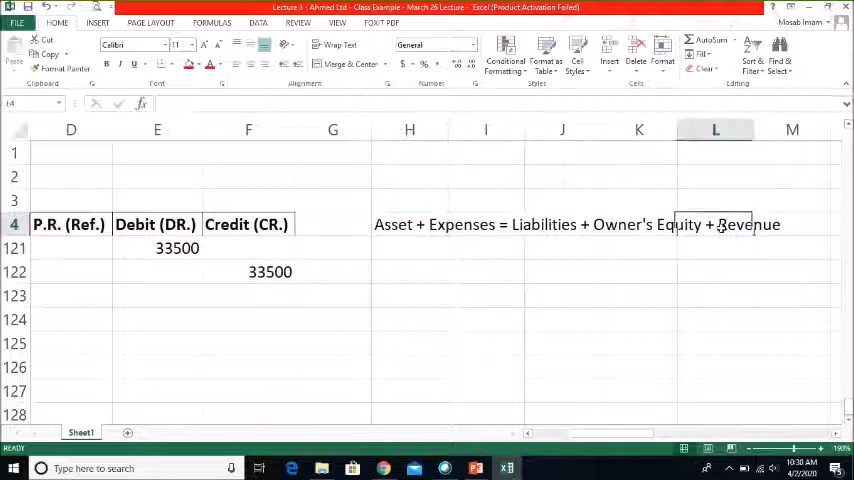 Lecture 3 - Ahmed Ltd - Class Example - March 26 Lecture - Excel (Product Activation Failed)
FILE HOME INSERT PAGE LAYOUT FORMULAS DATA REVIEW VIEW FOXIT PDF Mosab Imam
Cut
Copy
Format Painter
Paste
Clipboard
Calibri 11
B I U
Font
Wrap Text
Merge & Center
Alignment
General
$ % ,
Number
Conditional Formatting
Format as Table
Cell Styles
Styles
Insert Delete Format
Cells
AutoSum
Fill
Clear
Sort & Filter
Find & Select
Editing
fx
D E F G H I J K L M
1
2
3
4 P.R. (Ref.) Debit (DR.) Credit (CR.) Asset + Expenses = Liabilities + Owner's Equity + Revenue
121 33500
122 33500
123
124
125
126
127
128
Sheet1
READY 190%
Type here to search
10:30 AM
4/2/2020